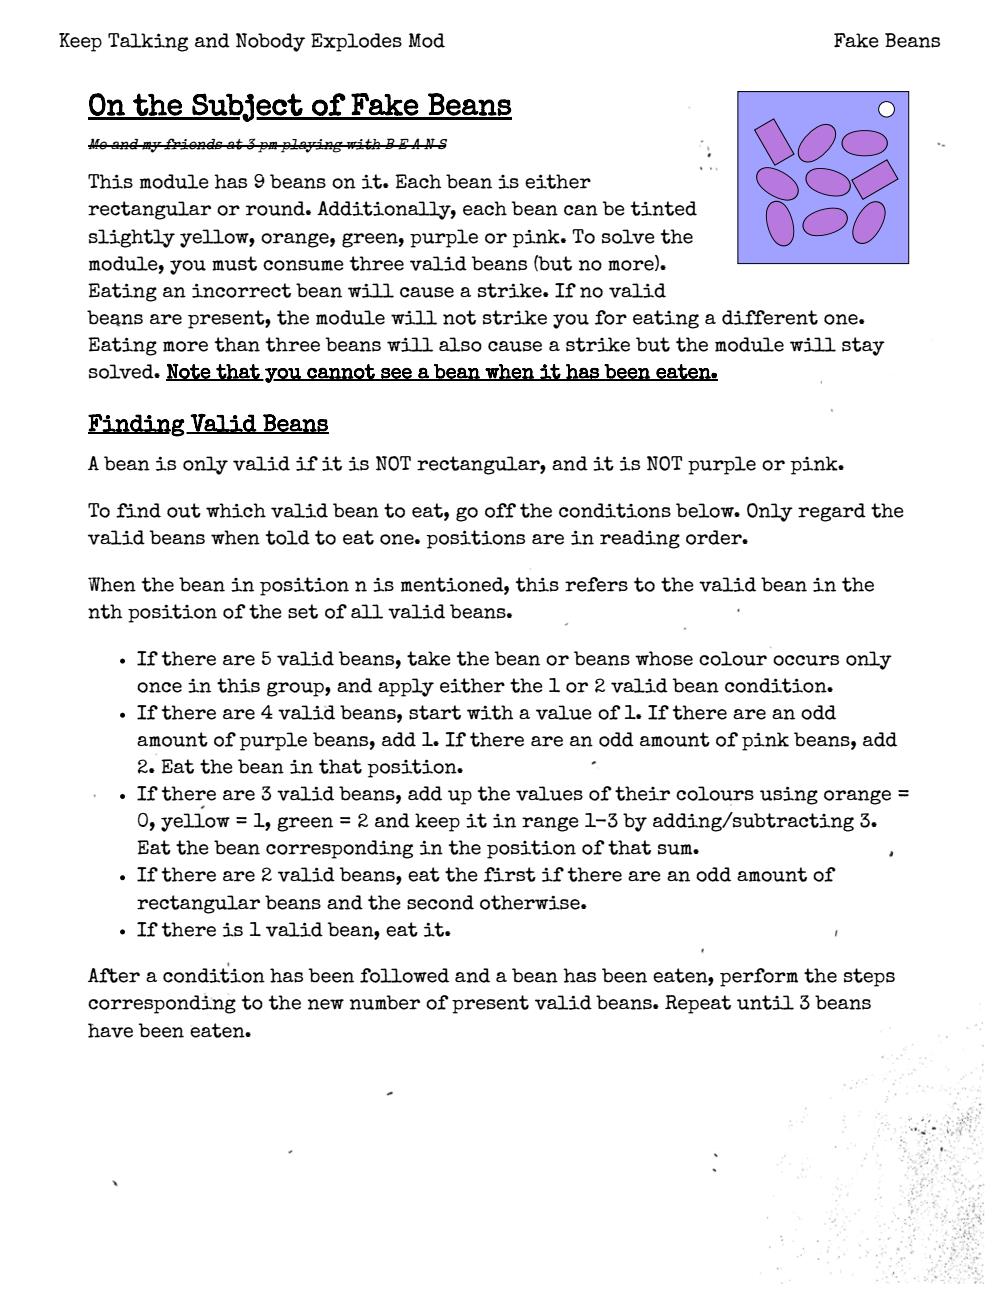 Keep Talking and Nobody Explodes Mod
Fake Beans
On the Subject of Fake Beans
Me and my friends at 3 pm playing with B E A N S
This module has 9 beans on it. Each bean is either
rectangular or round. Additionally, each bean can be tinted
slightly yellow, orange, green, purple or pink. To solve the
module, you must consume three valid beans (but no more).
Eating an incorrect bean will cause a strike. If no valid
beans are present, the module will not strike you for eating a different one.
Eating more than three beans will also cause a strike but the module will stay
solved. Note that you cannot see a bean when it has been eaten.
Finding Valid Beans
A bean is only valid if it is NOT rectangular, and it is NOT purple or pink.
To find out which valid bean to eat, go off the conditions below. Only regard the
valid beans when told to eat one. positions are in reading order.
When the bean in position n is mentioned, this refers to the valid bean in the
nth position of the set of all valid beans.
• If there are 5 valid beans, take the bean or beans whose colour occurs only
once in this group, and apply either the 1 or 2 valid bean condition.
• If there are 4 valid beans, start with a value of 1. If there are an odd
amount of purple beans, add 1. If there are an odd amount of pink beans, add
2. Eat the bean in that position.
• If there are 3 valid beans, add up the values of their colours using orange =
0, yellow = 1, green = 2 and keep it in range 1-3 by adding/subtracting 3.
Eat the bean corresponding in the position of that sum.
• If there are 2 valid beans, eat the first if there are an odd amount of
rectangular beans and the second otherwise.
• If there is 1 valid bean, eat it.
After a condition has been followed and a bean has been eaten, perform the steps
corresponding to the new number of present valid beans. Repeat until 3 beans
have been eaten.